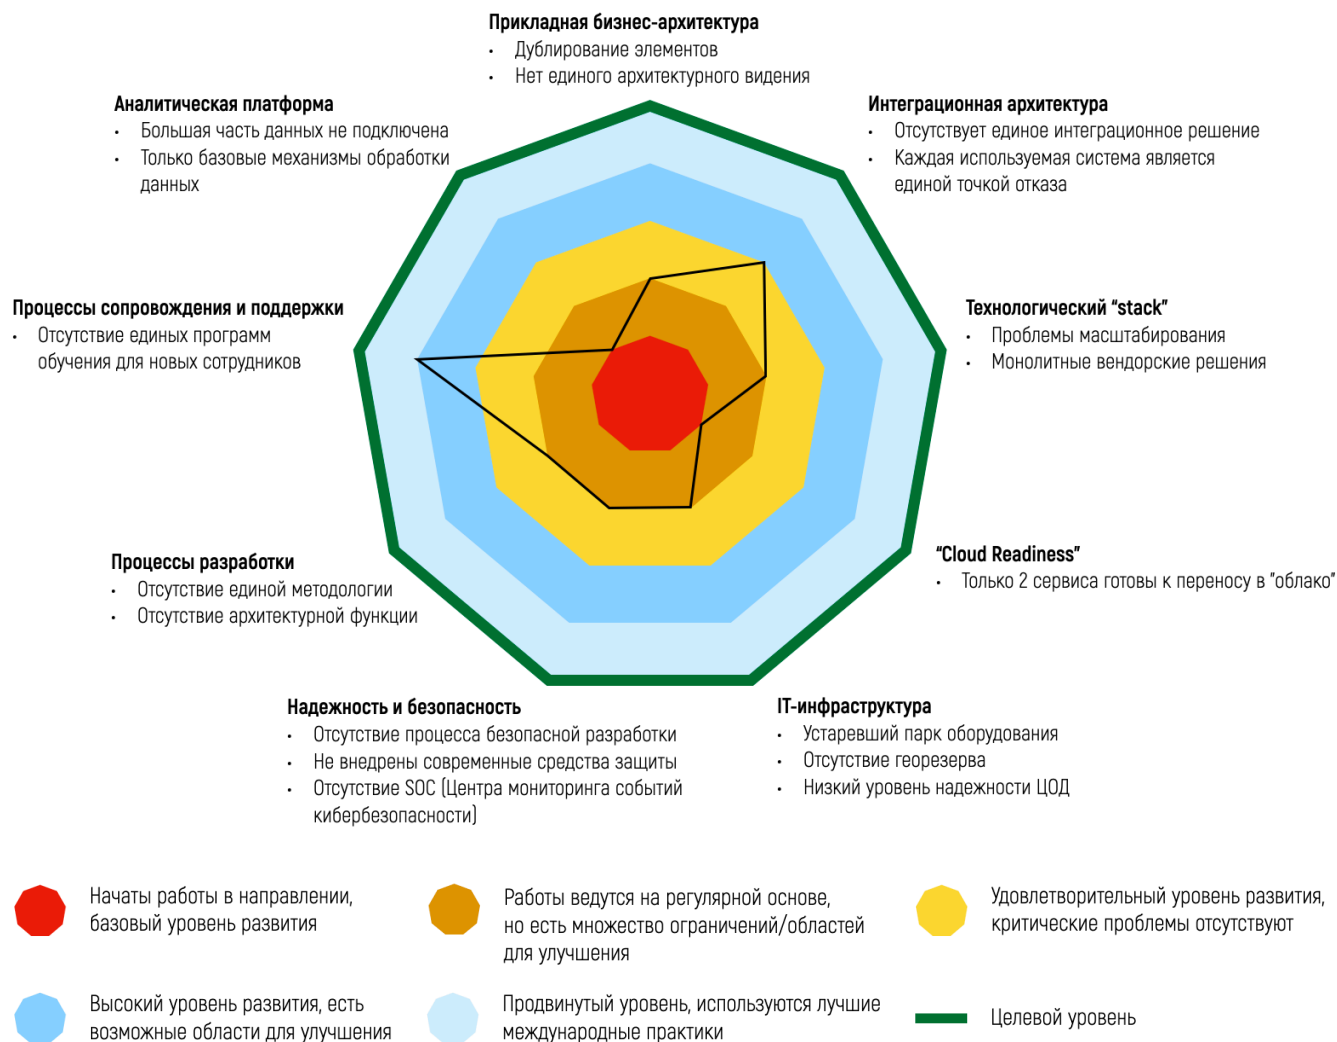 Прикладная бизнес-архитектура
• Дублирование элементов
• Нет единого архитектурного видения
Аналитическая платформа
• Большая часть данных не подключена
• Только базовые механизмы обработки
данных
Интеграционная архитектура
• Отсутствует единое интеграционное решение
• Каждая используемая система является
единой точкой отказа
Процессы сопровождения и поддержки
• Отсутствие единых программ
обучения для новых сотрудников
Технологический “stack”
• Проблемы масштабирования
• Монолитные вендорские решения
Процессы разработки
• Отсутствие единой методологии
• Отсутствие архитектурной функции
“Cloud Readiness”
• Только 2 сервиса готовы к переносу в "облако"
Надежность и безопасность
• Отсутствие процесса безопасной разработки
• Не внедрены современные средства защиты
• Отсутствие SOC (Центра мониторинга событий
кибербезопасности)
IT-инфраструктура
• Устаревший парк оборудования
• Отсутствие георезерва
• Низкий уровень надежности ЦОД
Начаты работы в направлении,
базовый уровень развития
Работы ведутся на регулярной основе,
но есть множество ограничений/областей
для улучшения
Удовлетворительный уровень развития,
критические проблемы отсутствуют
Высокий уровень развития, есть
возможные области для улучшения
Продвинутый уровень, используются лучшие
международные практики
Целевой уровень